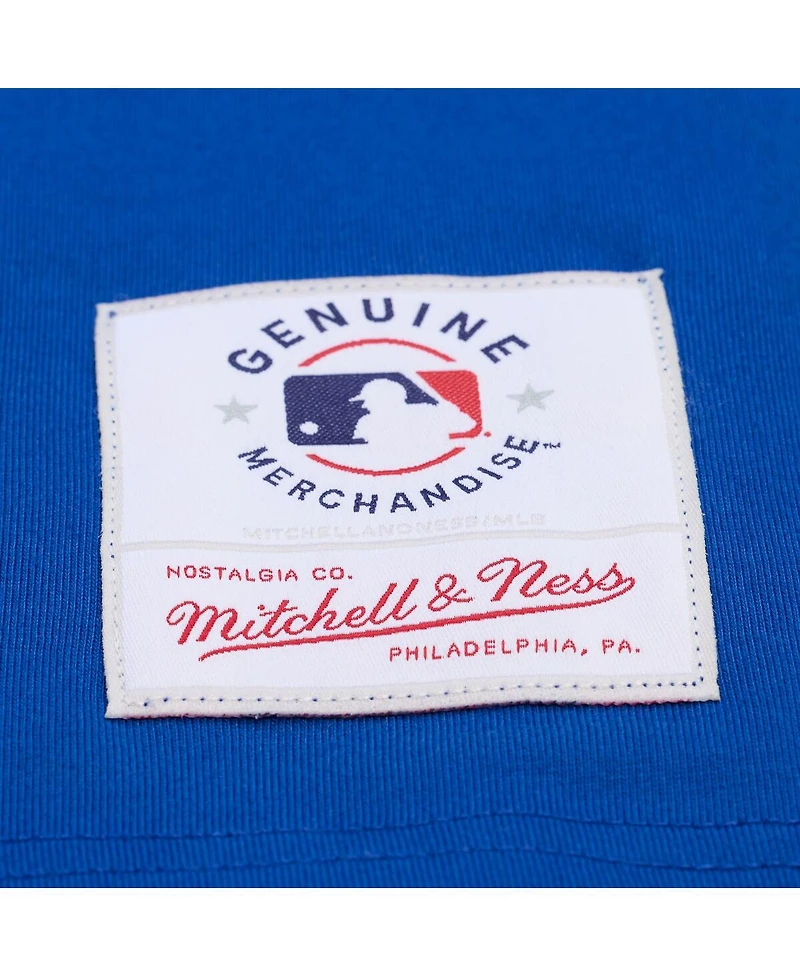 GENUINE
MERCHANDISE™
MITCHELLANDNESS/MLB
NOSTALGIA CO.
Mitchell & Ness
PHILADELPHIA, PA.